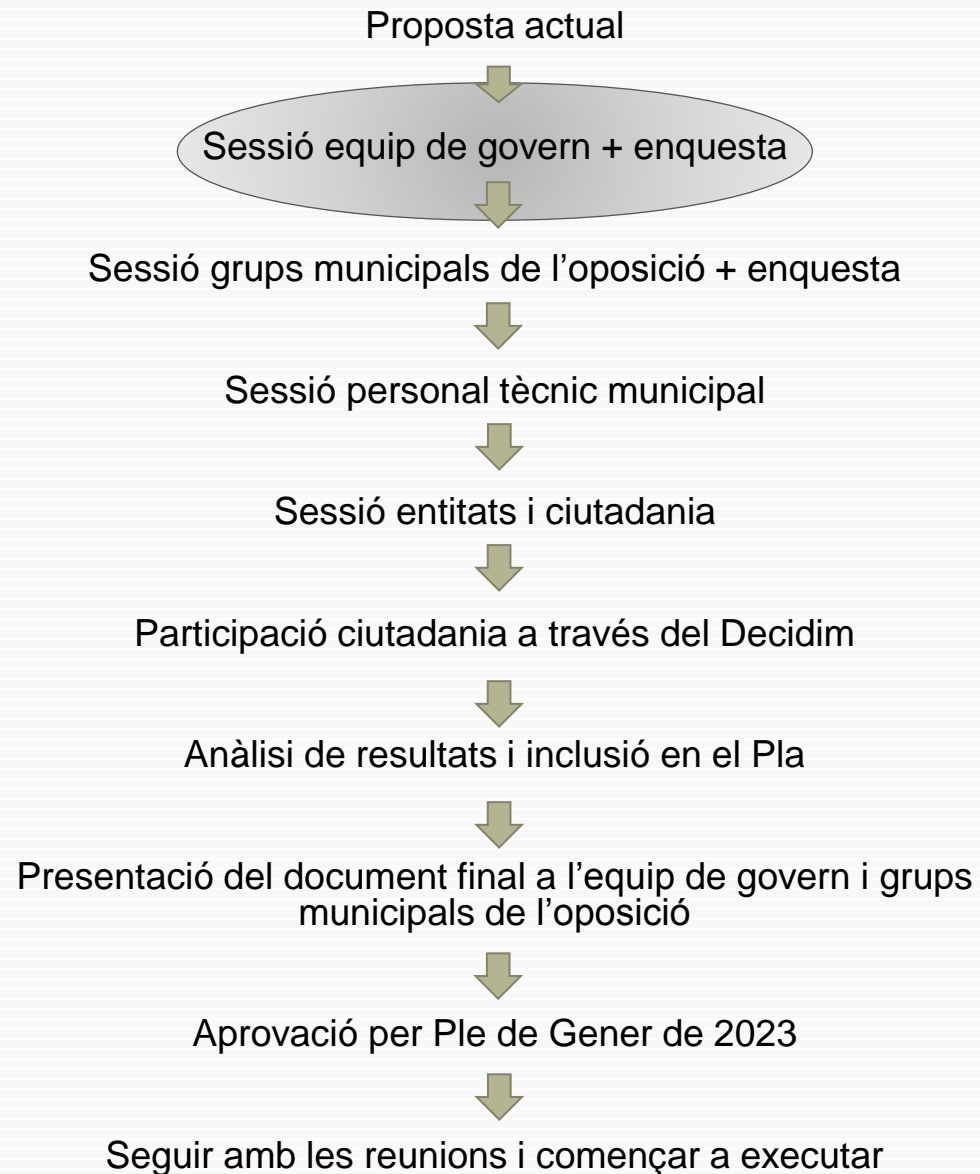 Proposta actual
Sessió equip de govern + enquesta
Sessió grups municipals de l’oposició + enquesta
Sessió personal tècnic municipal
Sessió entitats i ciutadania
Participació ciutadania a través del Decidim
Anàlisi de resultats i inclusió en el Pla
Presentació del document final a l’equip de govern i grups
municipals de l’oposició
Aprovació per Ple de Gener de 2023
Seguir amb les reunions i començar a executar